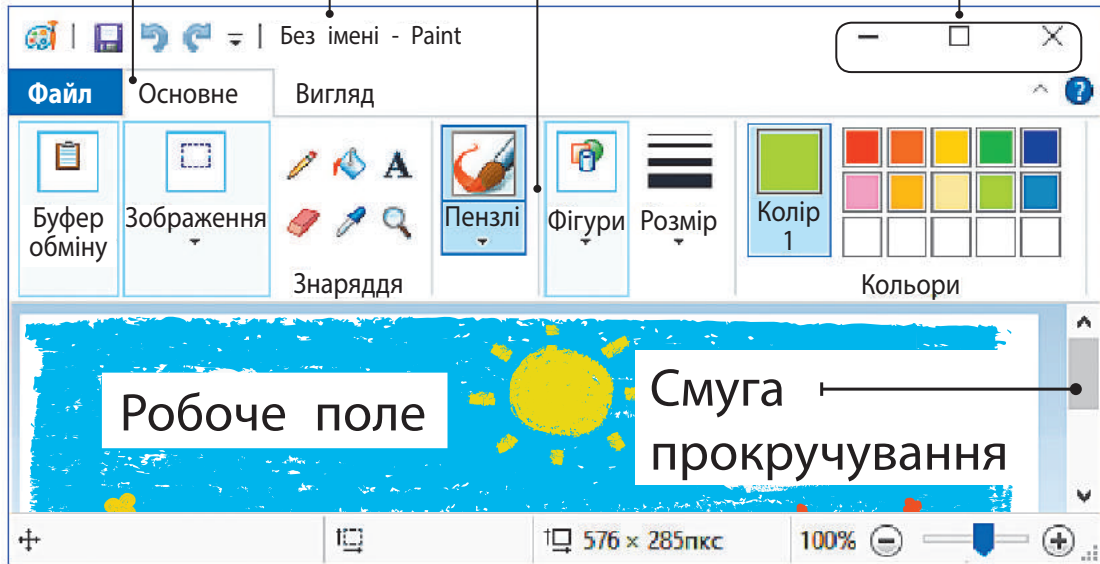 Без імені - Paint
Файл Основне Вигляд
?
A
Буфер
обміну
Зображення
Знаряддя
Пензлі
Фігури
Розмір
Колір
1
Кольори
Робоче поле
Смуга
прокручування
576 × 285пкс
100%